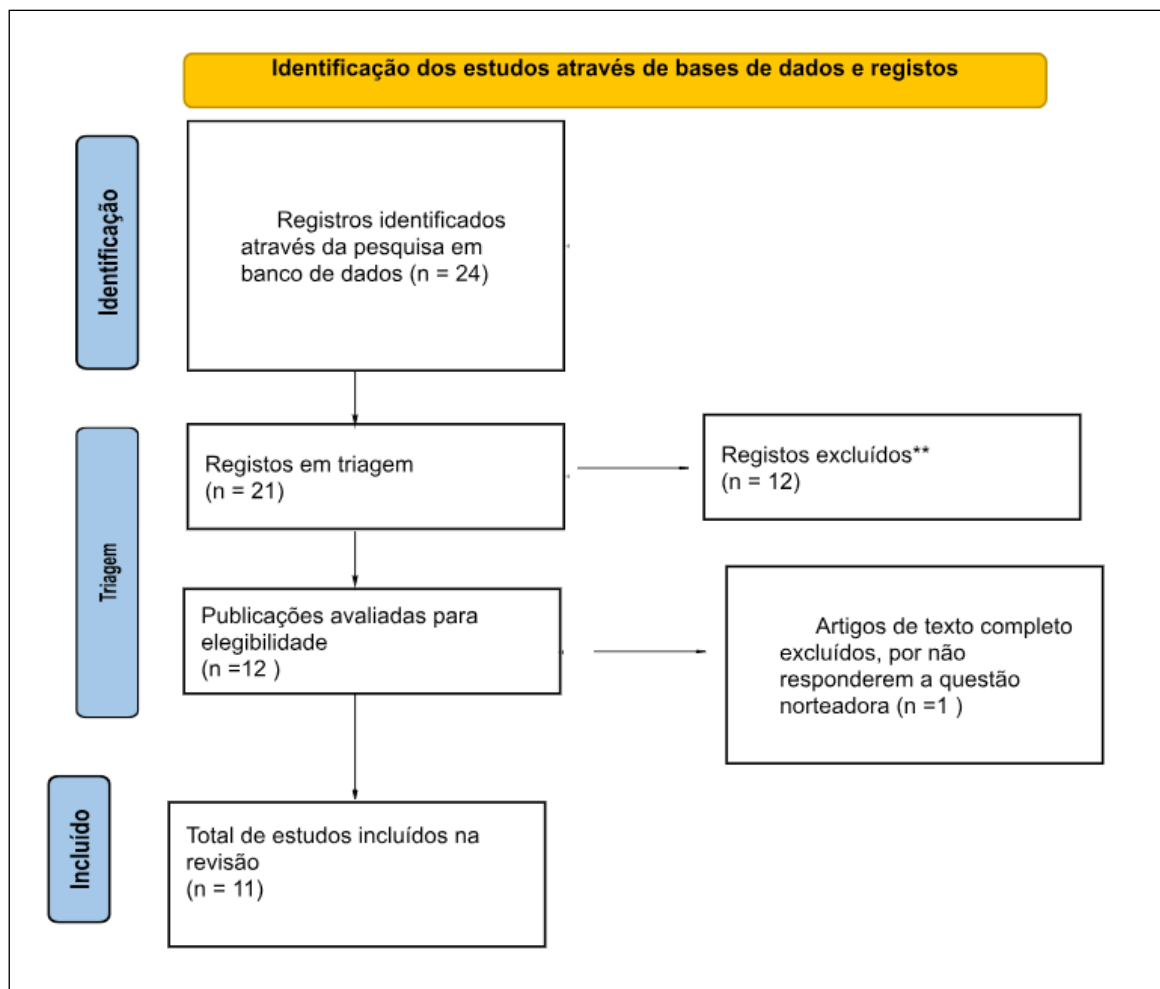 Identificação dos estudos através de bases de dados e registos
Identificação
Registros identificados
através da pesquisa em
banco de dados (n = 24)
Triagem
Registos em triagem
(n = 21)
Registos excluídos**
(n = 12)
Publicações avaliadas para
elegibilidade
(n =12 )
Artigos de texto completo
excluídos, por não
responderem a questão
norteadora (n =1 )
Incluído
Total de estudos incluídos na
revisão
(n = 11)